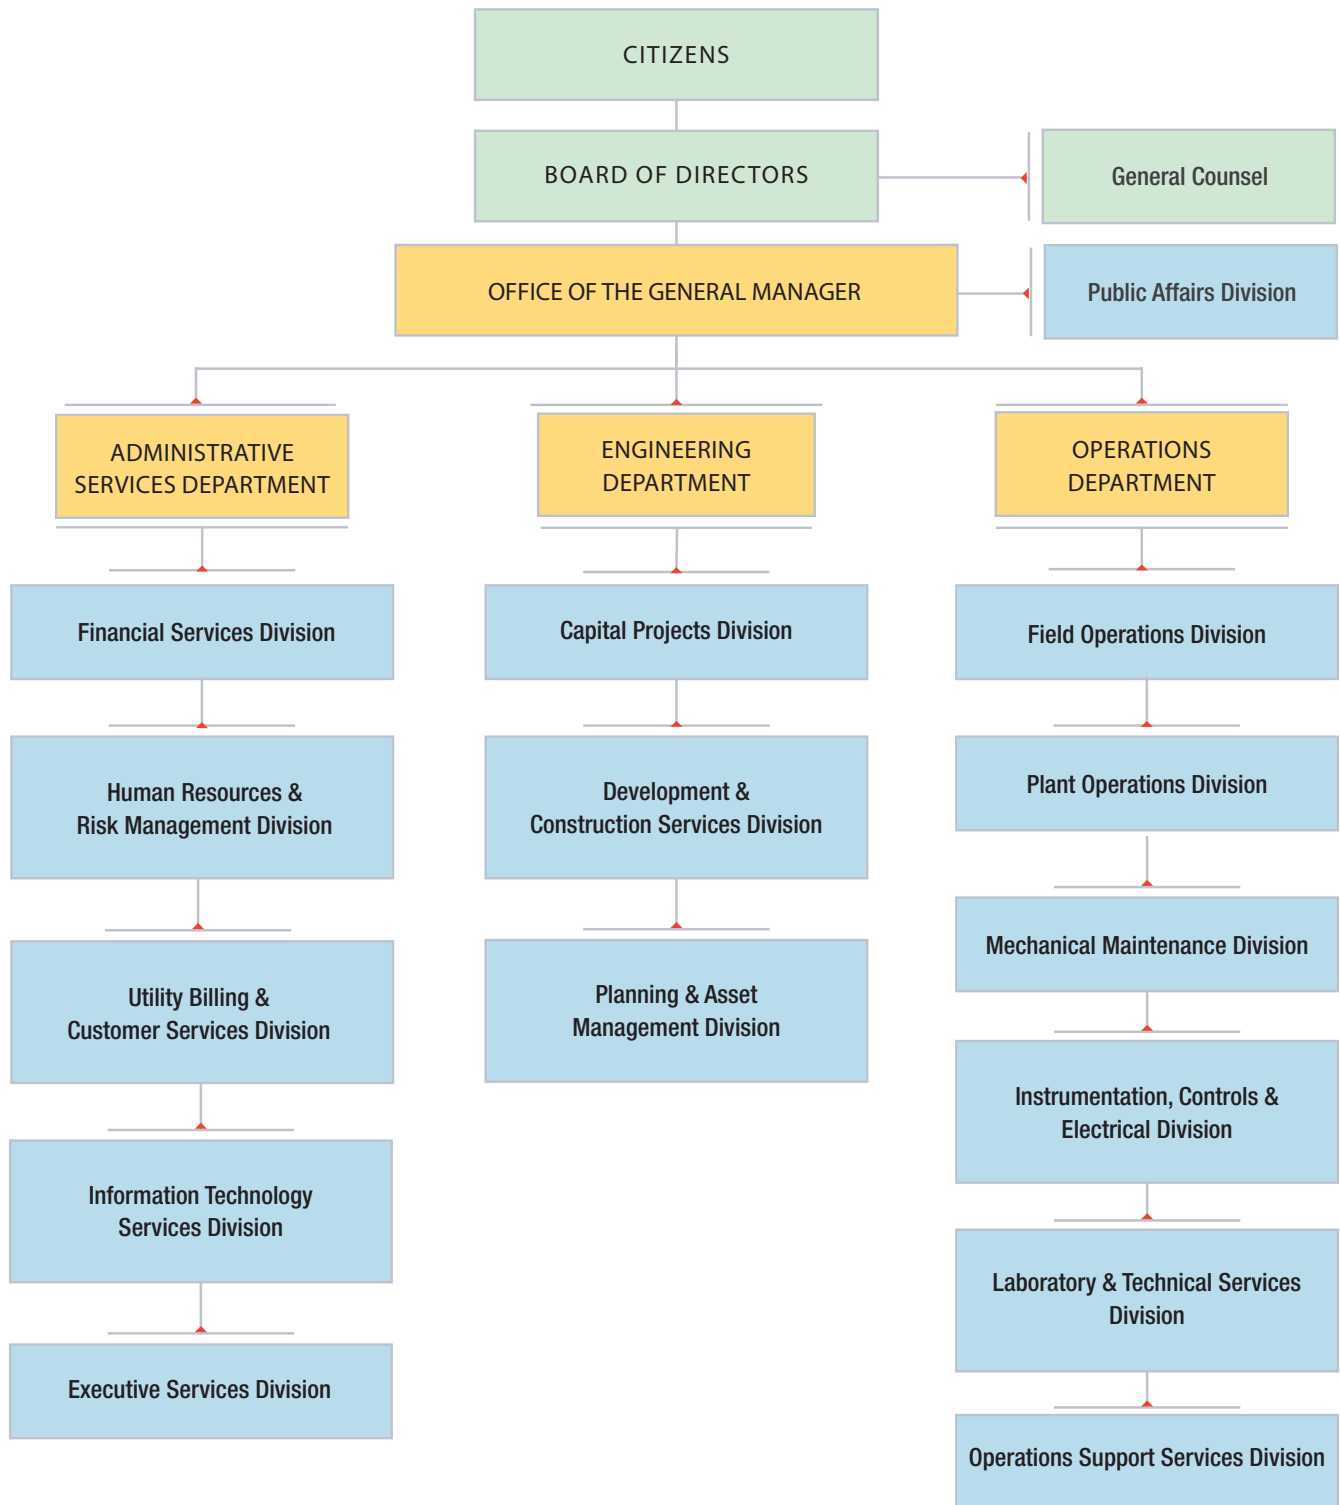 CITIZENS
BOARD OF DIRECTORS
General Counsel
OFFICE OF THE GENERAL MANAGER
Public Affairs Division
ADMINISTRATIVE
SERVICES DEPARTMENT
Financial Services Division
Human Resources &
Risk Management Division
Utility Billing &
Customer Services Division
Information Technology
Services Division
Executive Services Division
ENGINEERING
DEPARTMENT
Capital Projects Division
Development &
Construction Services Division
Planning & Asset
Management Division
OPERATIONS
DEPARTMENT
Field Operations Division
Plant Operations Division
Mechanical Maintenance Division
Instrumentation, Controls &
Electrical Division
Laboratory & Technical Services
Division
Operations Support Services Division